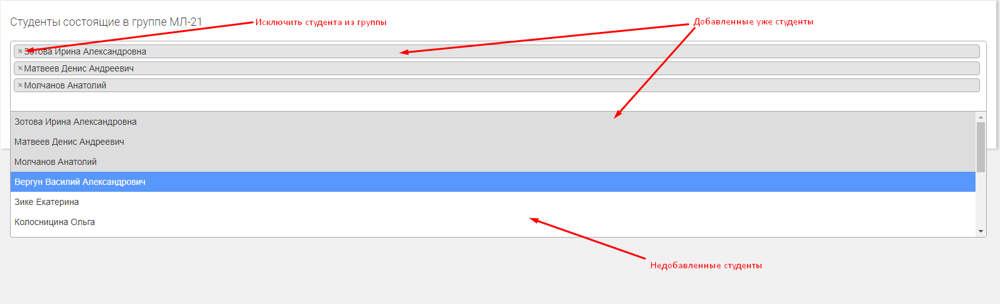 Студенты состоящие в группе МЛ-21
Исключить студента из группы
Добавленные уже студенты
× Зотова Ирина Александровна
× Матвеев Денис Андреевич
× Молчанов Анатолий
Зотова Ирина Александровна
Матвеев Денис Андреевич
Молчанов Анатолий
Вергун Василий Александрович
Зике Екатерина
Колосницина Ольга
Недобавленные студенты